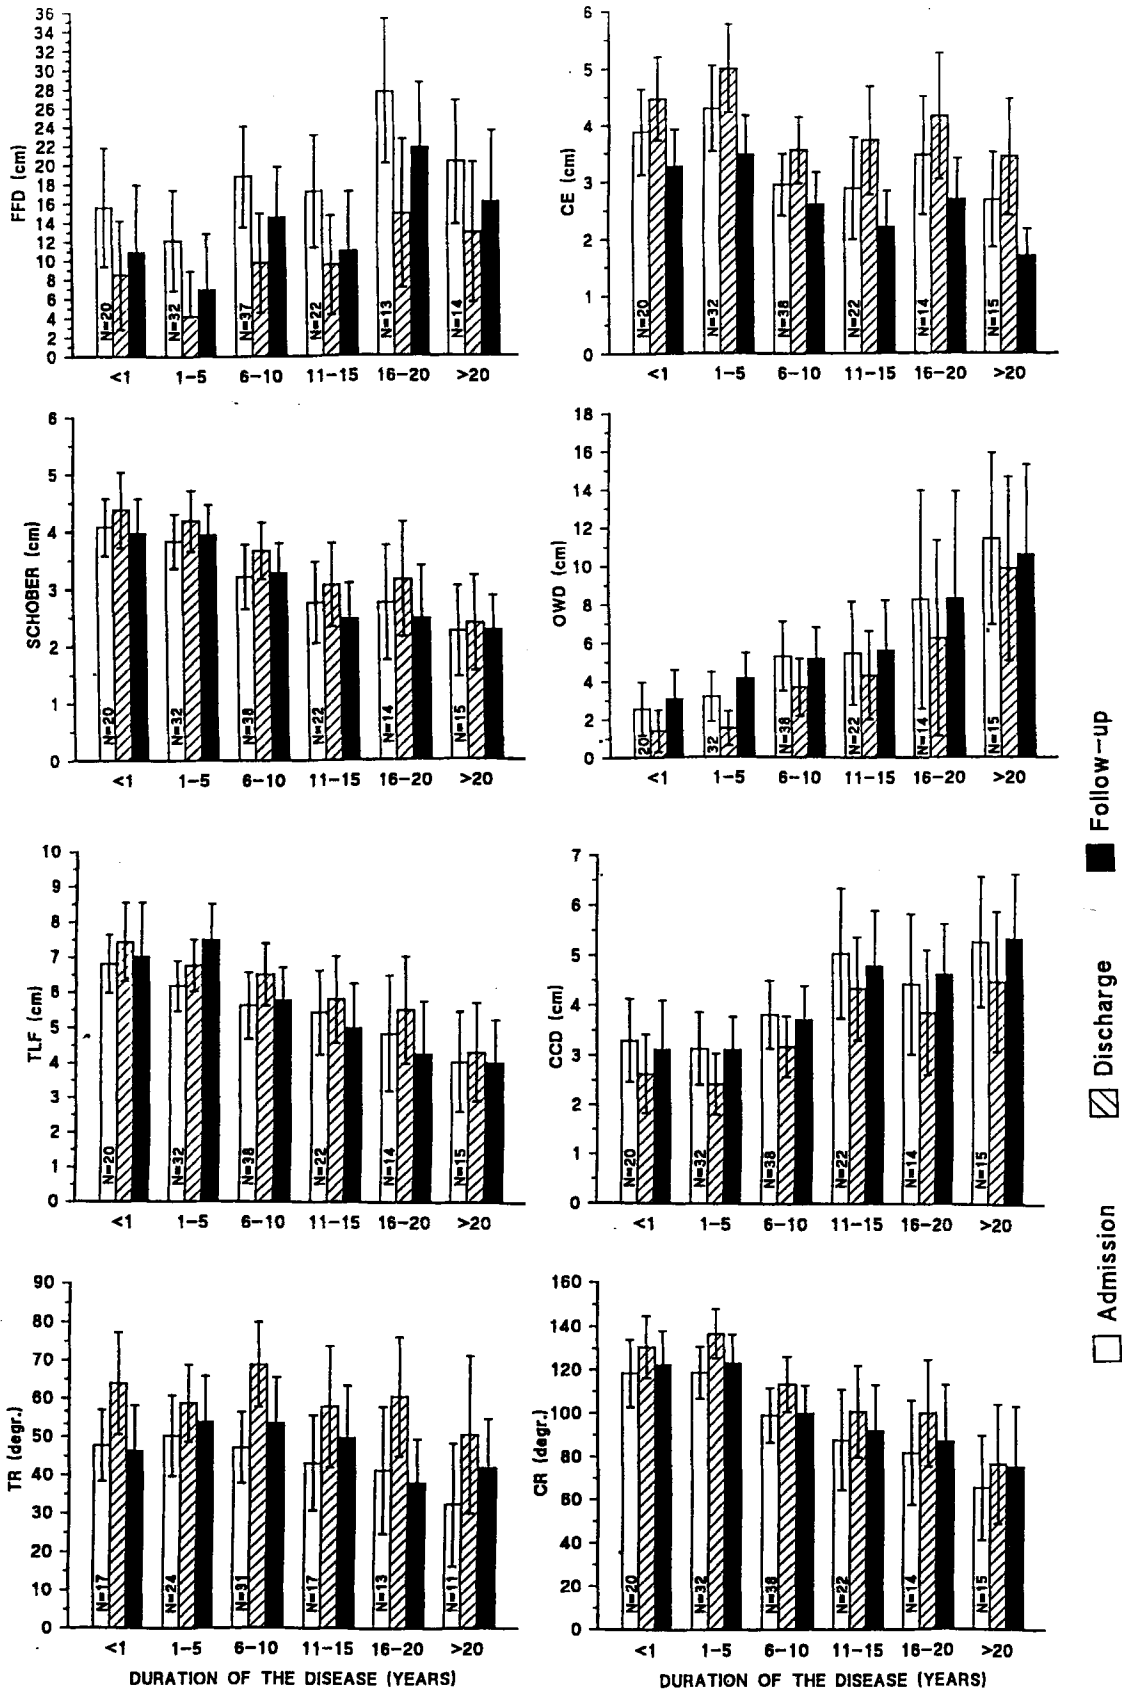 36
34
32
30
28
26
24
22
20
18
16
14
12
10
8
6
4
2
0
FFD (cm)
N=20
N=32
N=37
N=22
N=13
N=14
<1 1-5 6-10 11-15 16-20 >20
6
5
4
3
2
1
0
CE (cm)
N=20
N=32
N=38
N=22
N=14
N=15
<1 1-5 6-10 11-15 16-20 >20
6
5
4
3
2
1
0
SCHOBER (cm)
N=20
N=32
N=38
N=22
N=14
N=15
<1 1-5 6-10 11-15 16-20 >20
18
16
14
12
10
8
6
4
2
0
OWD (cm)
20
32
N=38
N=22
N=14
N=15
<1 1-5 6-10 11-15 16-20 >20
10
9
8
7
6
5
4
3
2
1
0
TLF (cm)
N=20
N=32
N=38
N=22
N=14
N=15
<1 1-5 6-10 11-15 16-20 >20
7
6
5
4
3
2
1
0
CCD (cm)
N=20
N=32
N=38
N=22
N=14
N=15
<1 1-5 6-10 11-15 16-20 >20
90
80
70
60
50
40
30
20
10
0
TR (degr.)
N=17
N=24
N=31
N=17
N=13
N=11
<1 1-5 6-10 11-15 16-20 >20
DURATION OF THE DISEASE (YEARS)
160
140
120
100
80
60
40
20
0
CR (degr.)
N=20
N=32
N=38
N=22
N=14
N=15
<1 1-5 6-10 11-15 16-20 >20
DURATION OF THE DISEASE (YEARS)
Admission
Discharge
Follow-up